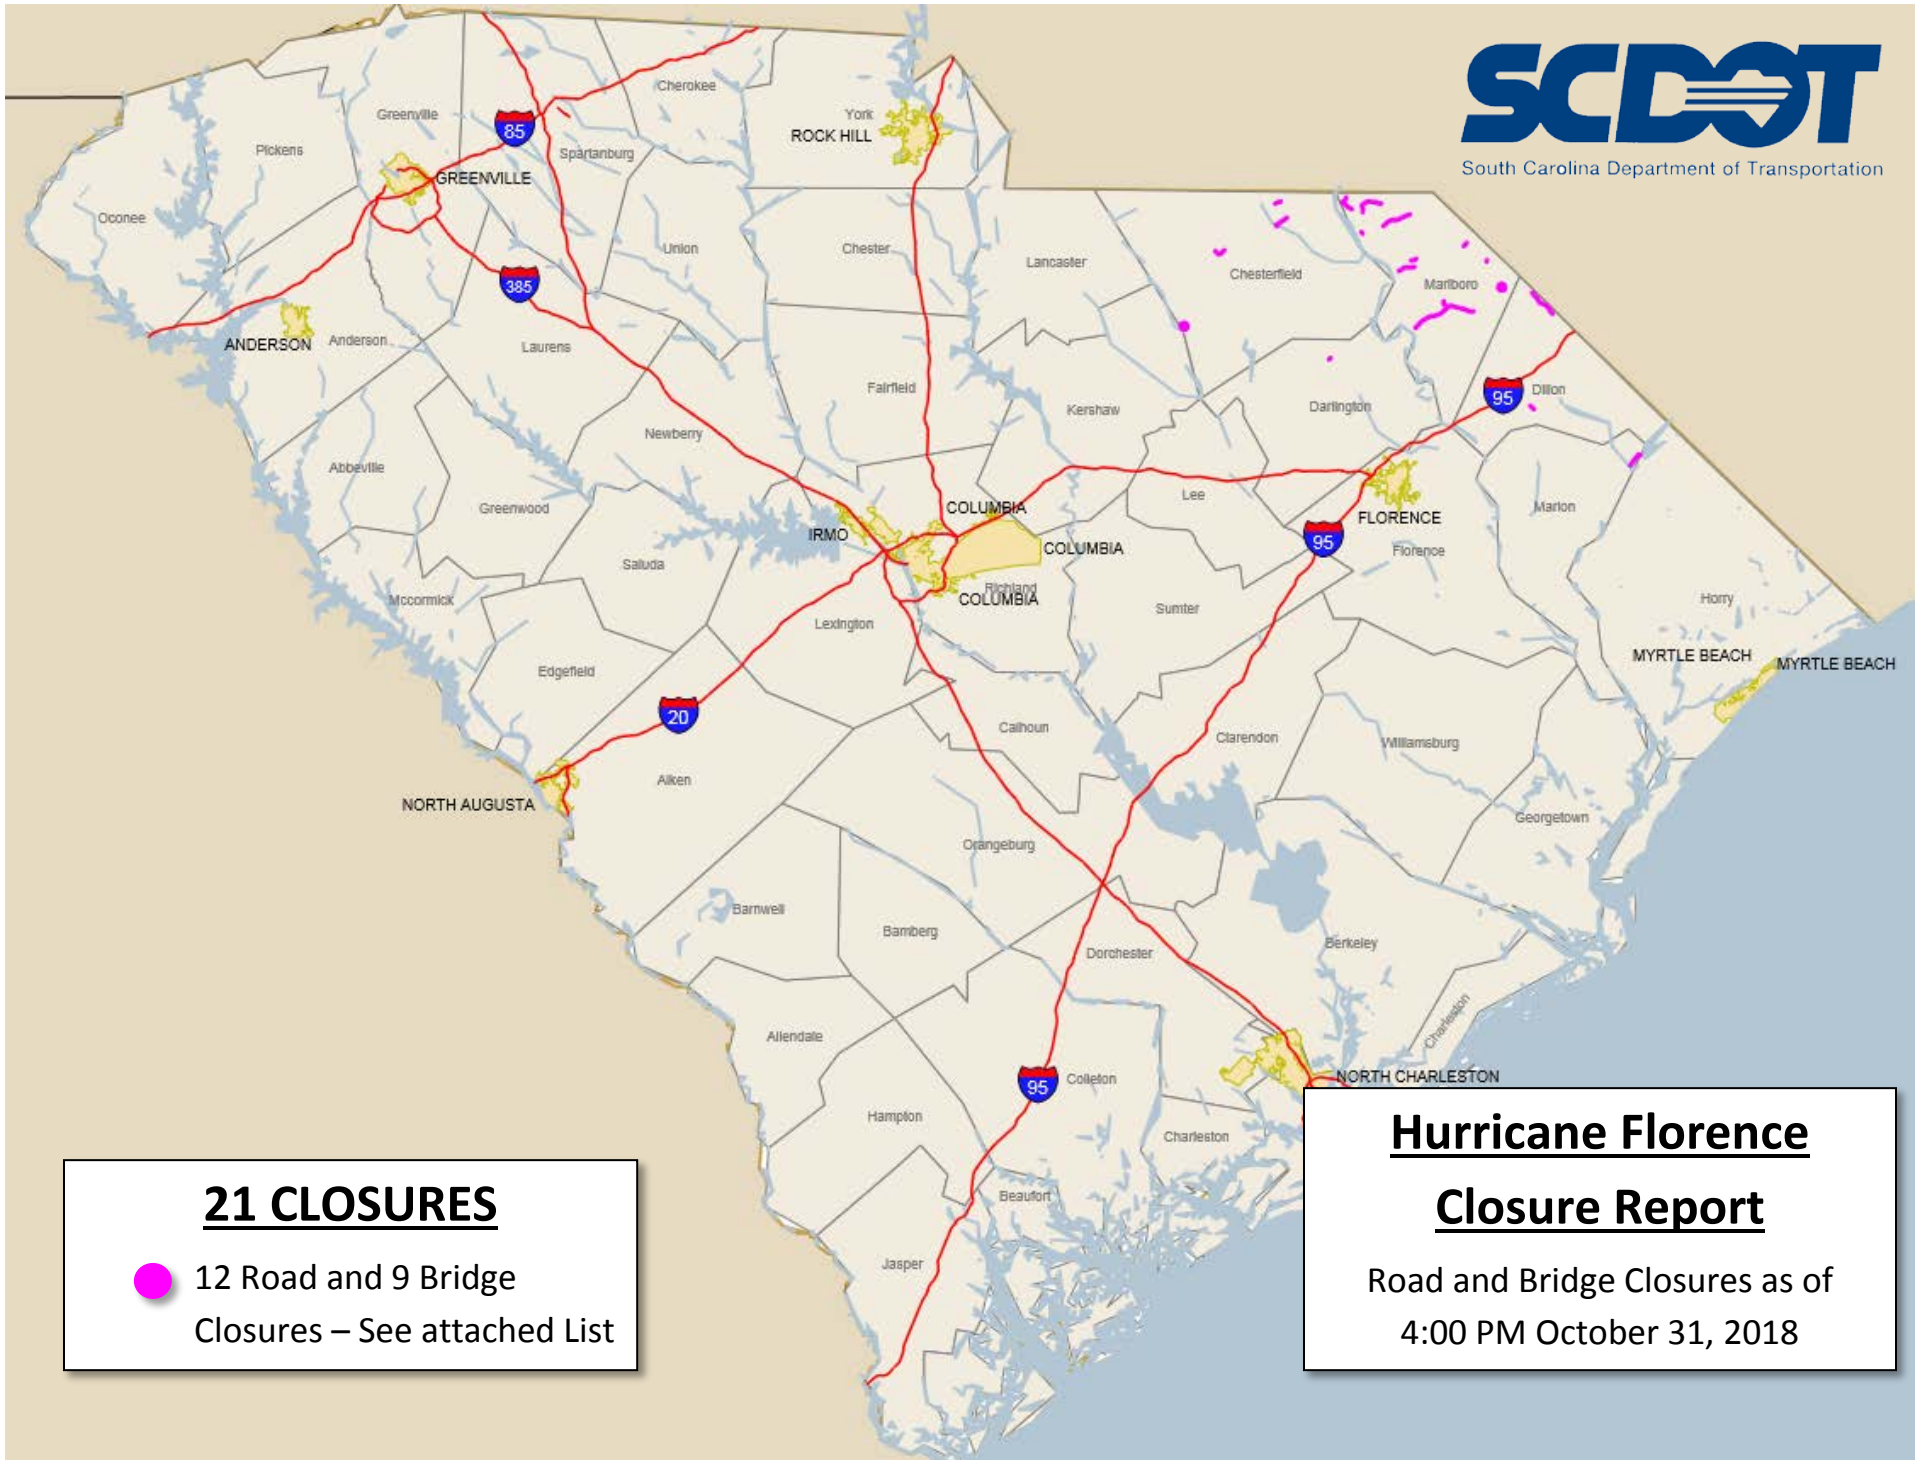 SCDOT
South Carolina Department of Transportation
Cherokee
Greenville
York
ROCK HILL
85
Pickens
Spartanburg
GREENVILLE
Oconee
Union
Chester
Lancaster
Chesterfield
Marlboro
385
ANDERSON
Anderson
Laurens
Fairfield
Kershaw
Darlington
95
Dillon
Newberry
Abbeville
Greenwood
Lee
Marion
COLUMBIA
FLORENCE
IRMO
COLUMBIA
95
Florence
Saluda
Richland
COLUMBIA
Mccormick
Sumter
Horry
Lexington
Edgefield
MYRTLE BEACH
MYRTLE BEACH
20
Calhoun
Clarendon
Williamsburg
Aiken
NORTH AUGUSTA
Georgetown
Orangeburg
Barnwell
Bamberg
Berkeley
Dorchester
Charleston
Allendale
95
Colleton
NORTH CHARLESTON
Hampton
Charleston
Beaufort
Jasper
21 CLOSURES
12 Road and 9 Bridge
Closures – See attached List
Hurricane Florence
Closure Report
Road and Bridge Closures as of
4:00 PM October 31, 2018